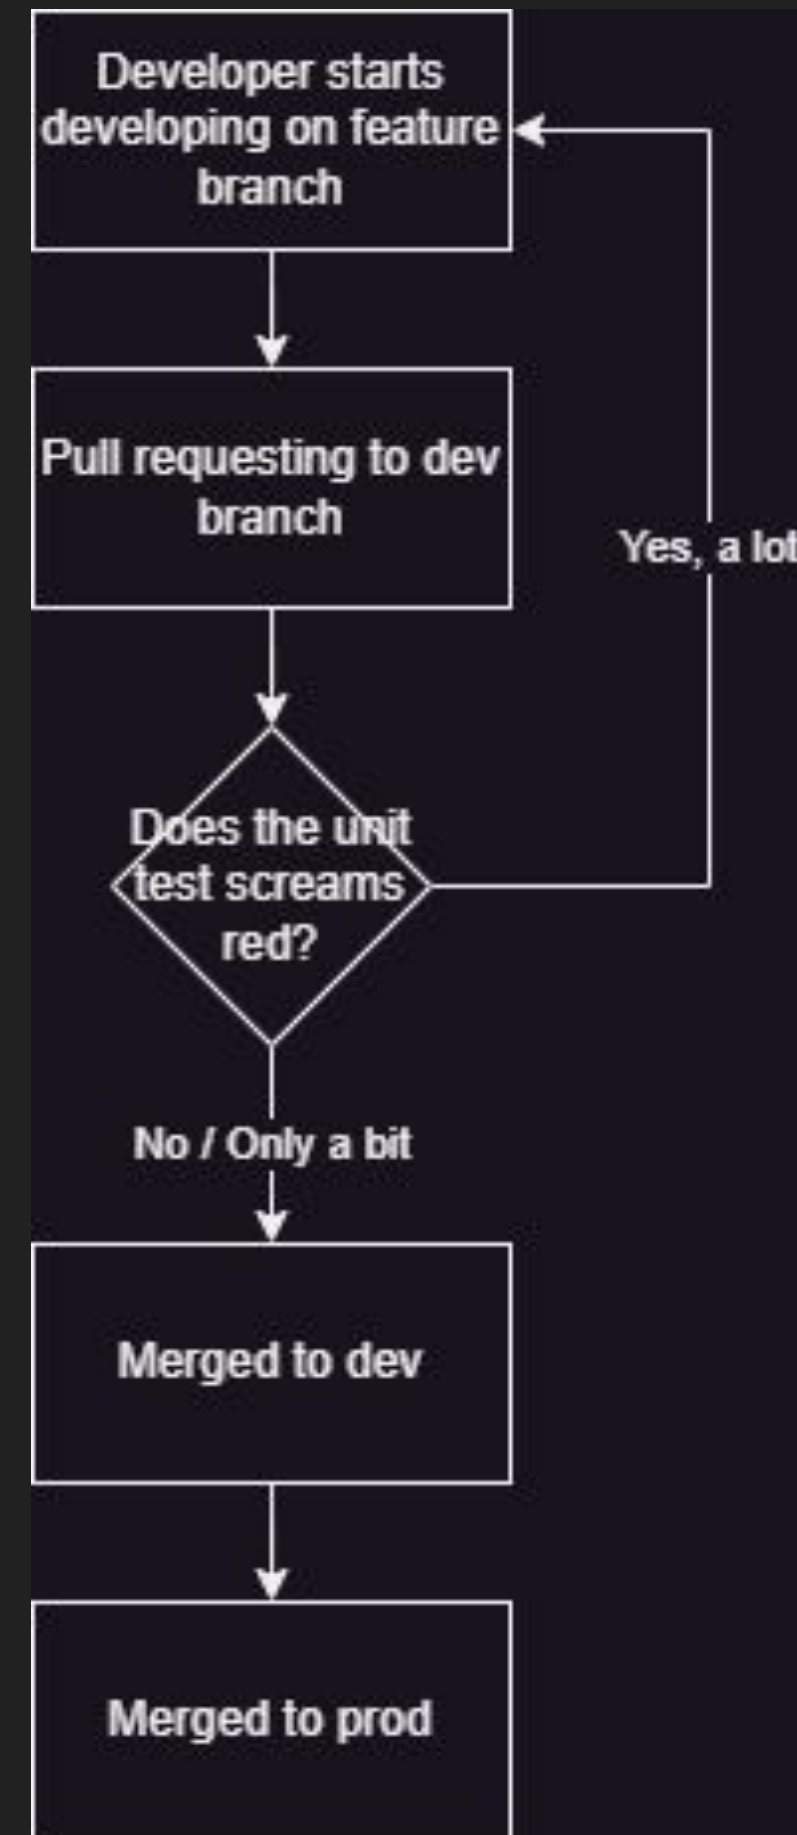 Developer starts
developing on feature
branch
Pull requesting to dev
branch
Yes, a lot
Does the unit
test screams
red?
No / Only a bit
Merged to dev
Merged to prod